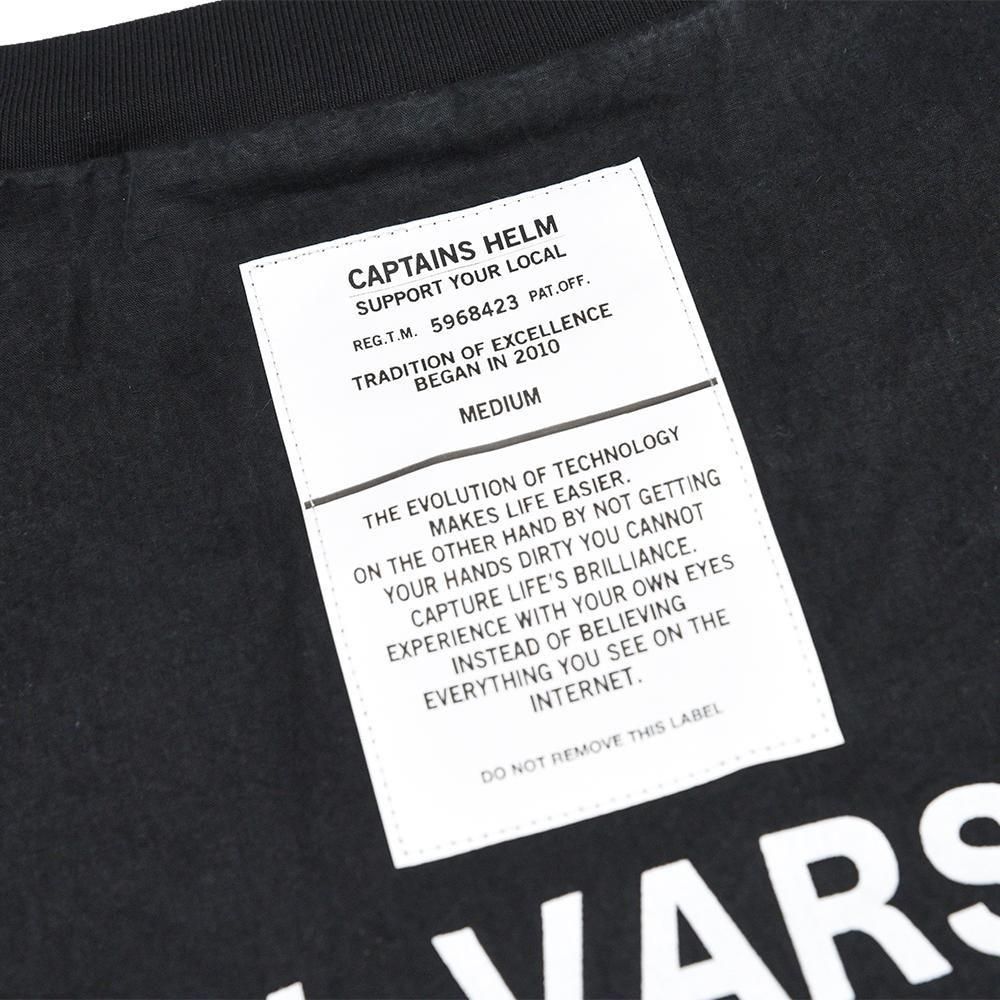 CAPTAINS HELM
SUPPORT YOUR LOCAL
REG.T.M. 5968423 PAT.OFF.
TRADITION OF EXCELLENCE
BEGAN IN 2010
MEDIUM
THE EVOLUTION OF TECHNOLOGY
MAKES LIFE EASIER.
ON THE OTHER HAND BY NOT GETTING
YOUR HANDS DIRTY YOU CANNOT
CAPTURE LIFE'S BRILLIANCE.
EXPERIENCE WITH YOUR OWN EYES
INSTEAD OF BELIEVING
EVERYTHING YOU SEE ON THE
INTERNET.
DO NOT REMOVE THIS LABEL
VARS